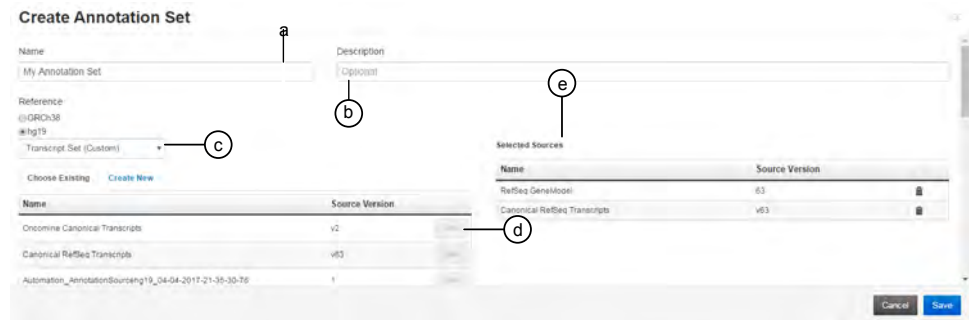 Create Annotation Set
a
Name
Description
My Annotation Set
Optional
e
b
Reference
GRCh38
hg19
Transcript Set (Custom)
c
Selected Sources
Name Source Version
RefSeq GeneModel 63
Canonical RefSeq Transcripts v63
Choose Existing Create New
Name Source Version
Oncomine Canonical Transcripts v2
d
Canonical RefSeq Transcripts v63
Automation_AnnotationSourceng19_04-04-2017-21-35-30-76 1
Cancel Save